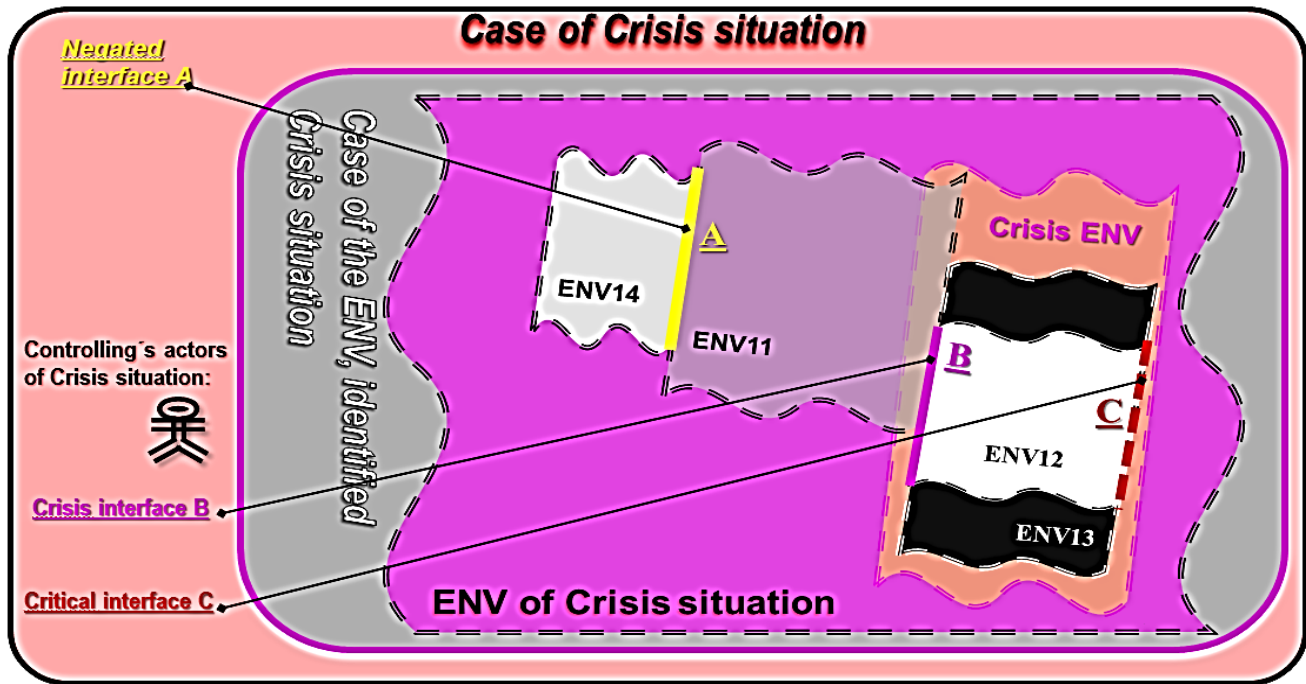 Case of Crisis situation
Negated
interface A
Case of the ENV, identified
Crisis situation
A
ENV14
ENV11
Crisis ENV
B
C
ENV12
ENV13
Controlling´s actors
of Crisis situation:
Crisis interface B
Critical interface C
ENV of Crisis situation